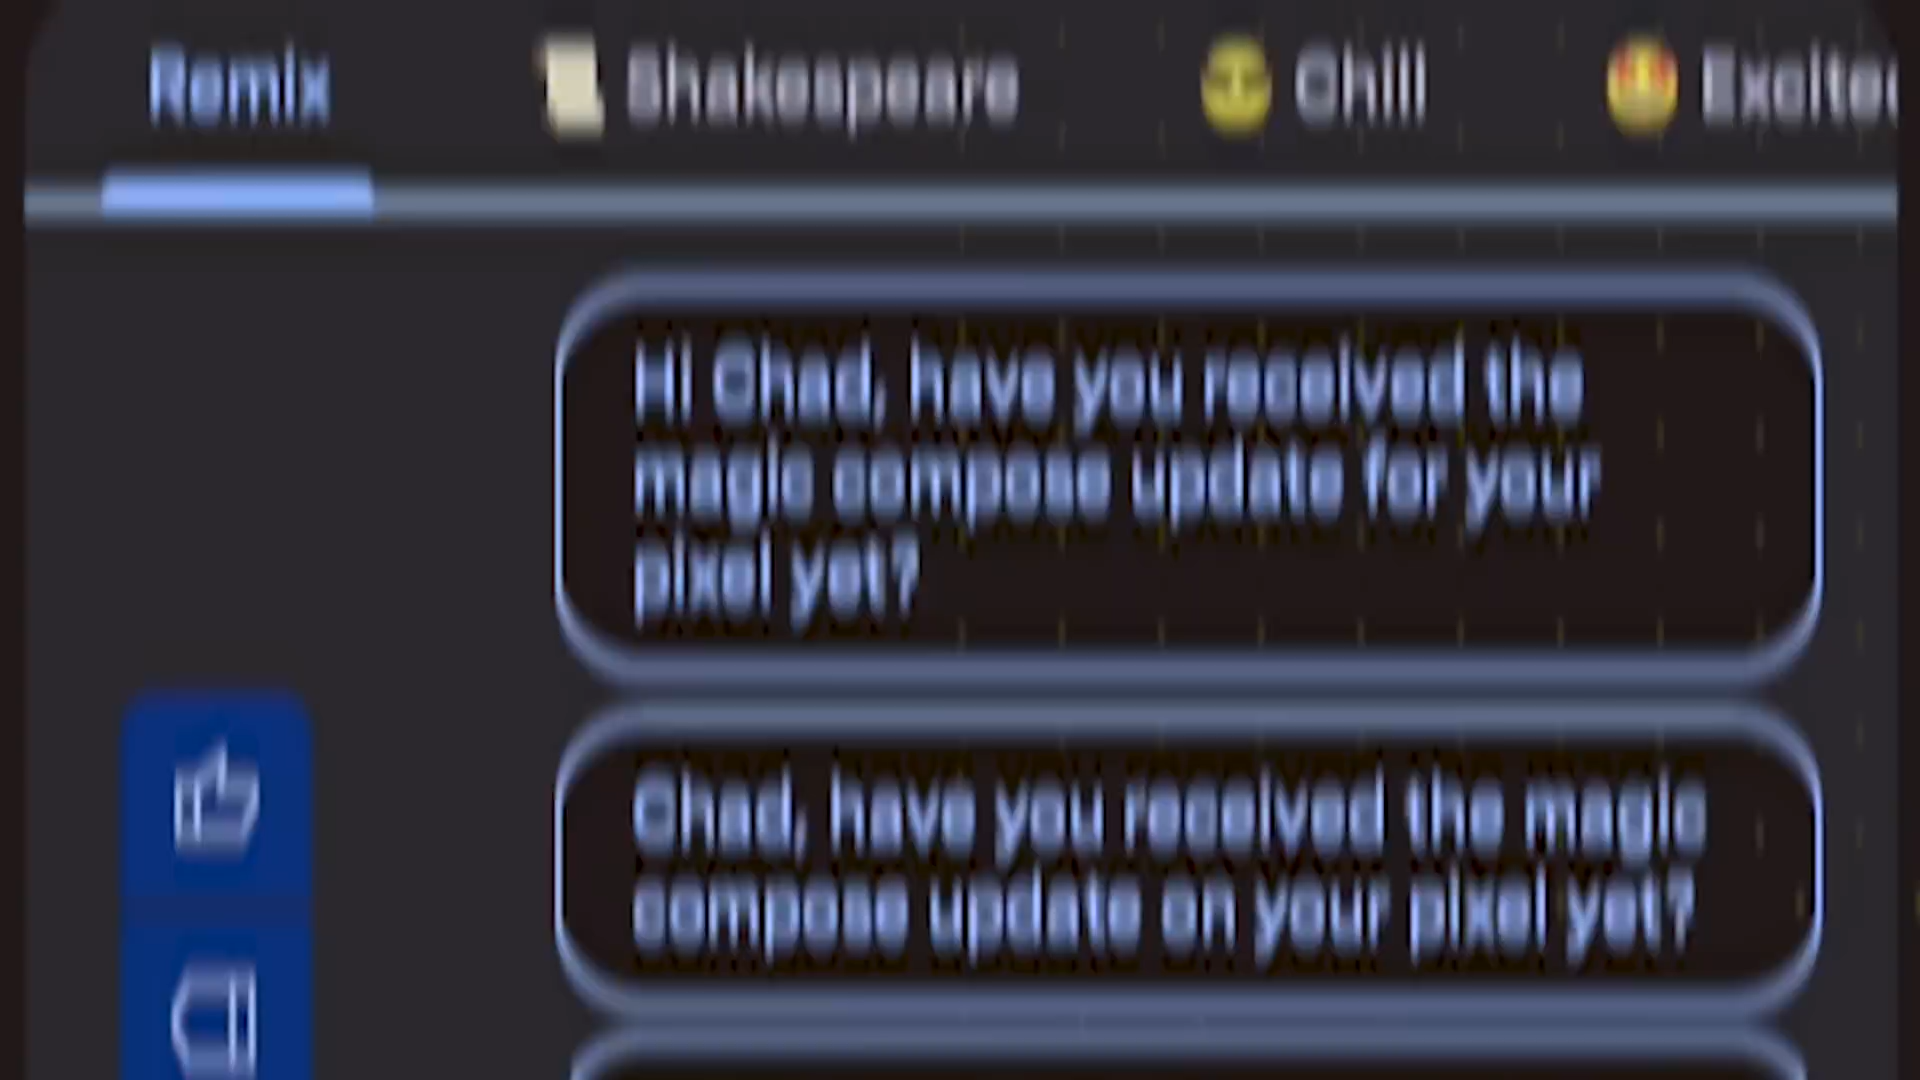 Remix Shakespeare Chill Excited
Hi Chad, have you received the
magic compose update for your
pixel yet?
Chad, have you received the magic
compose update on your pixel yet?